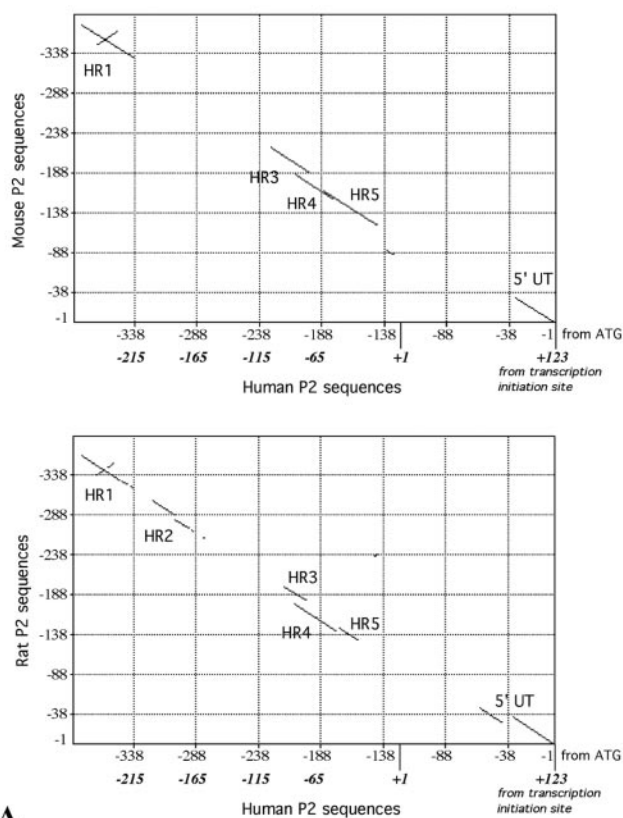 -338
HR1
-288
-238
-188
HR3
HR4
HR5
-138
-88
5' UT
-38
-1
Mouse P2 sequences
-338 -288 -238 -188 -138 -88 -38 -1 from ATG
-215 -165 -115 -65 +1 +123
from transcription
initiation site
Human P2 sequences
-338
HR1
-288
HR2
-238
HR3
-188
HR4
HR5
-138
-88
5' UT
-38
-1
Rat P2 sequences
-338 -288 -238 -188 -138 -88 -38 -1 from ATG
-215 -165 -115 -65 +1 +123
from transcription
initiation site
Human P2 sequences